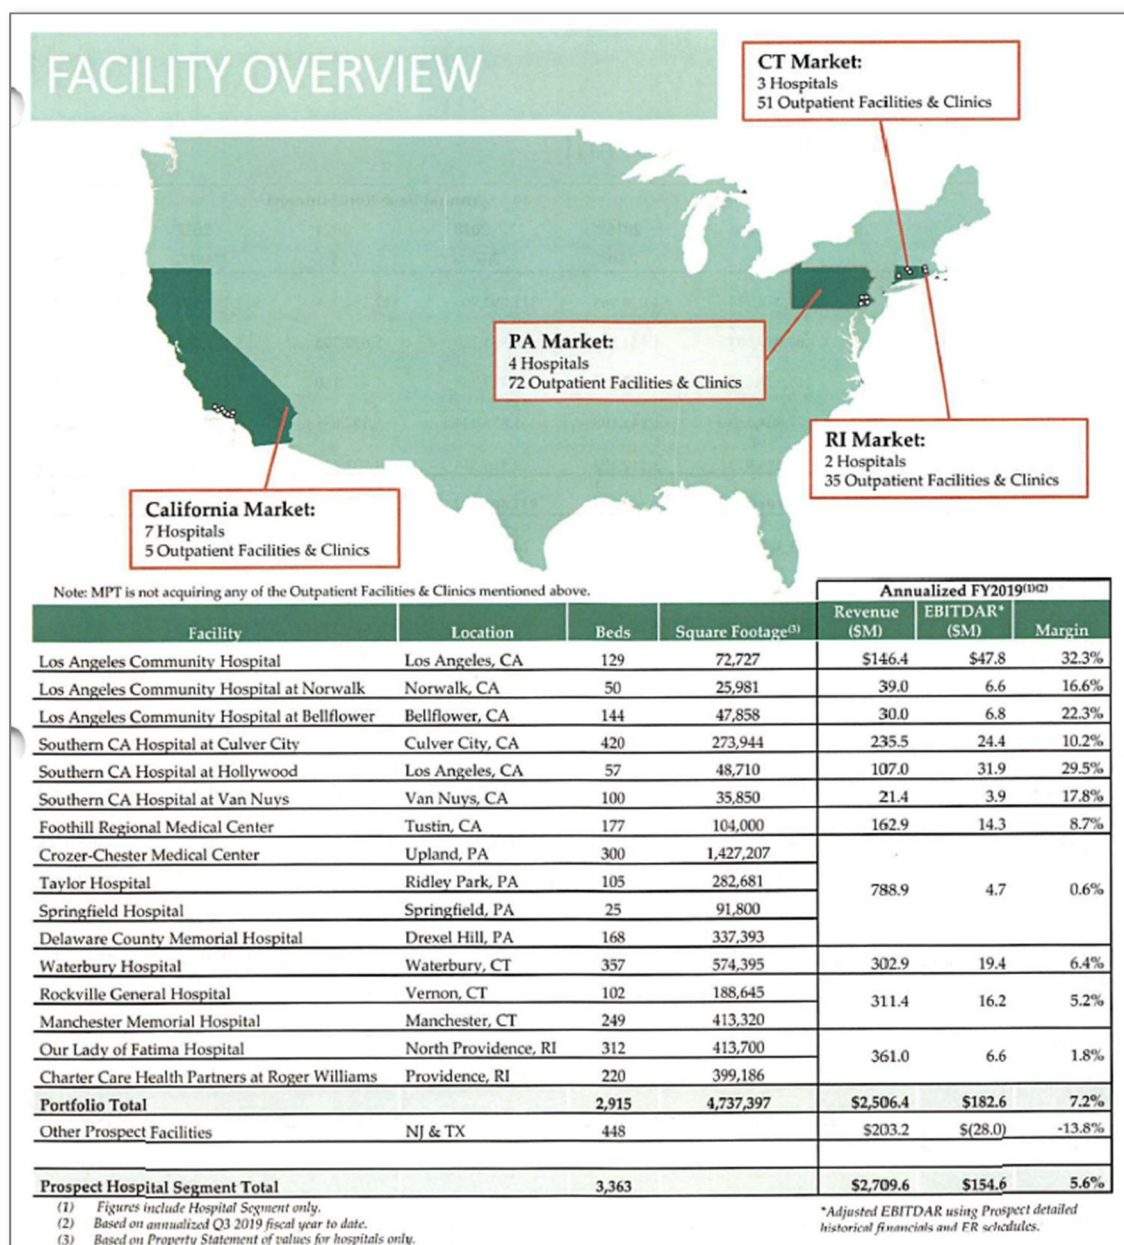 FACILITY OVERVIEW
CT Market:
3 Hospitals
51 Outpatient Facilities & Clinics
PA Market:
4 Hospitals
72 Outpatient Facilities & Clinics
RI Market:
2 Hospitals
35 Outpatient Facilities & Clinics
California Market:
7 Hospitals
5 Outpatient Facilities & Clinics
Note: MPT is not acquiring any of the Outpatient Facilities & Clinics mentioned above.
Annualized FY2019(1)(2)
Facility Location Beds Square Footage(3) Revenue ($M) EBITDAR* ($M) Margin
Los Angeles Community Hospital Los Angeles, CA 129 72,727 $146.4 $47.8 32.3%
Los Angeles Community Hospital at Norwalk Norwalk, CA 50 25,981 39.0 6.6 16.6%
Los Angeles Community Hospital at Bellflower Bellflower, CA 144 47,858 30.0 6.8 22.3%
Southern CA Hospital at Culver City Culver City, CA 420 273,944 235.5 24.4 10.2%
Southern CA Hospital at Hollywood Los Angeles, CA 57 48,710 107.0 31.9 29.5%
Southern CA Hospital at Van Nuys Van Nuys, CA 100 35,850 21.4 3.9 17.8%
Foothill Regional Medical Center Tustin, CA 177 104,000 162.9 14.3 8.7%
Crozer-Chester Medical Center Upland, PA 300 1,427,207
Taylor Hospital Ridley Park, PA 105 282,681 788.9 4.7 0.6%
Springfield Hospital Springfield, PA 25 91,800
Delaware County Memorial Hospital Drexel Hill, PA 168 337,393
Waterbury Hospital Waterbury, CT 357 574,395 302.9 19.4 6.4%
Rockville General Hospital Vernon, CT 102 188,645 311.4 16.2 5.2%
Manchester Memorial Hospital Manchester, CT 249 413,320
Our Lady of Fatima Hospital North Providence, RI 312 413,700 361.0 6.6 1.8%
Charter Care Health Partners at Roger Williams Providence, RI 220 399,186
Portfolio Total 2,915 4,737,397 $2,506.4 $182.6 7.2%
Other Prospect Facilities NJ & TX 448 $203.2 $(28.0) -13.8%
Prospect Hospital Segment Total 3,363 $2,709.6 $154.6 5.6%
(1) Figures include Hospital Segment only.
(2) Based on annualized Q3 2019 fiscal year to date.
(3) Based on Property Statement of values for hospitals only.
*Adjusted EBITDAR using Prospect detailed
historical financials and ER schedules.